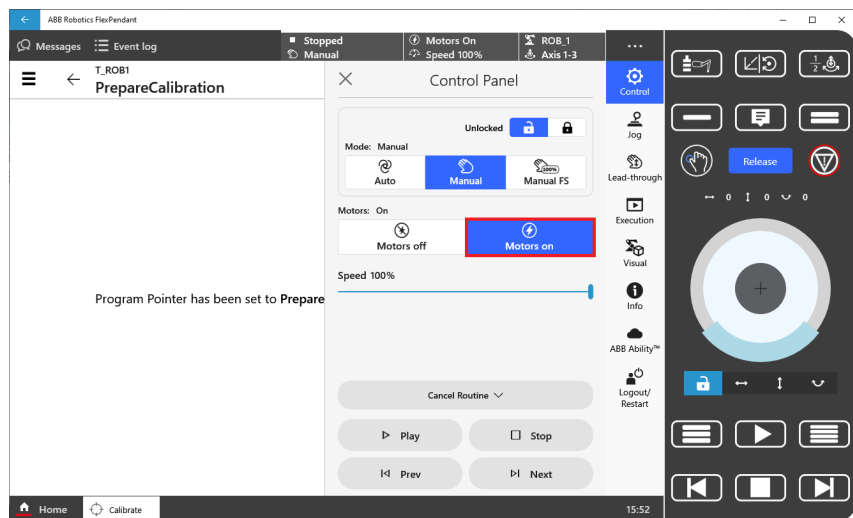 ABB Robotics FlexPendant
Messages
Event log
Stopped
Manual
Motors On
Speed 100%
ROB_1
Axis 1-3
T_ROB1
PrepareCalibration
Control Panel
Unlocked
Mode: Manual
Auto
Manual
100%
Manual FS
Motors: On
Motors off
Motors on
Speed 100%
Program Pointer has been set to Prepare
Cancel Routine
Play
Stop
Prev
Next
Control
Jog
Lead-through
Execution
Visual
Info
ABB Ability™
Logout/
Restart
1
2
Release
0
0
0
Home
Calibrate
15:52